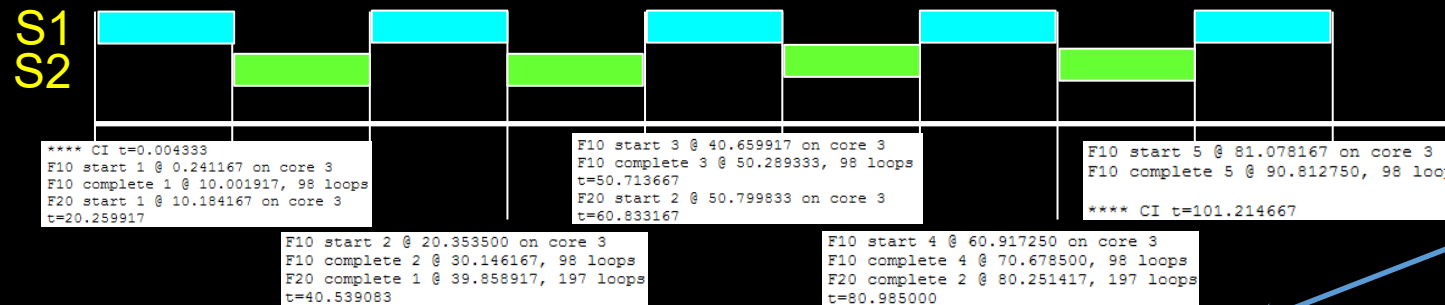 S1
S2
**** CI t=0.004333
F10 start 1 @ 0.241167 on core 3
F10 complete 1 @ 10.001917, 98 loops
F20 start 1 @ 10.184167 on core 3
t=20.259917
F10 start 2 @ 20.353500 on core 3
F10 complete 2 @ 30.146167, 98 loops
F20 complete 1 @ 39.858917, 197 loops
t=40.539083
F10 start 3 @ 40.659917 on core 3
F10 complete 3 @ 50.289333, 98 loops
t=50.713667
F20 start 2 @ 50.799833 on core 3
t=60.833167
F10 start 4 @ 60.917250 on core 3
F10 complete 4 @ 70.678500, 98 loops
F20 complete 2 @ 80.251417, 197 loops
t=80.985000
F10 start 5 @ 81.078167 on core 3
F10 complete 5 @ 90.812750, 98 loo
**** CI t=101.214667